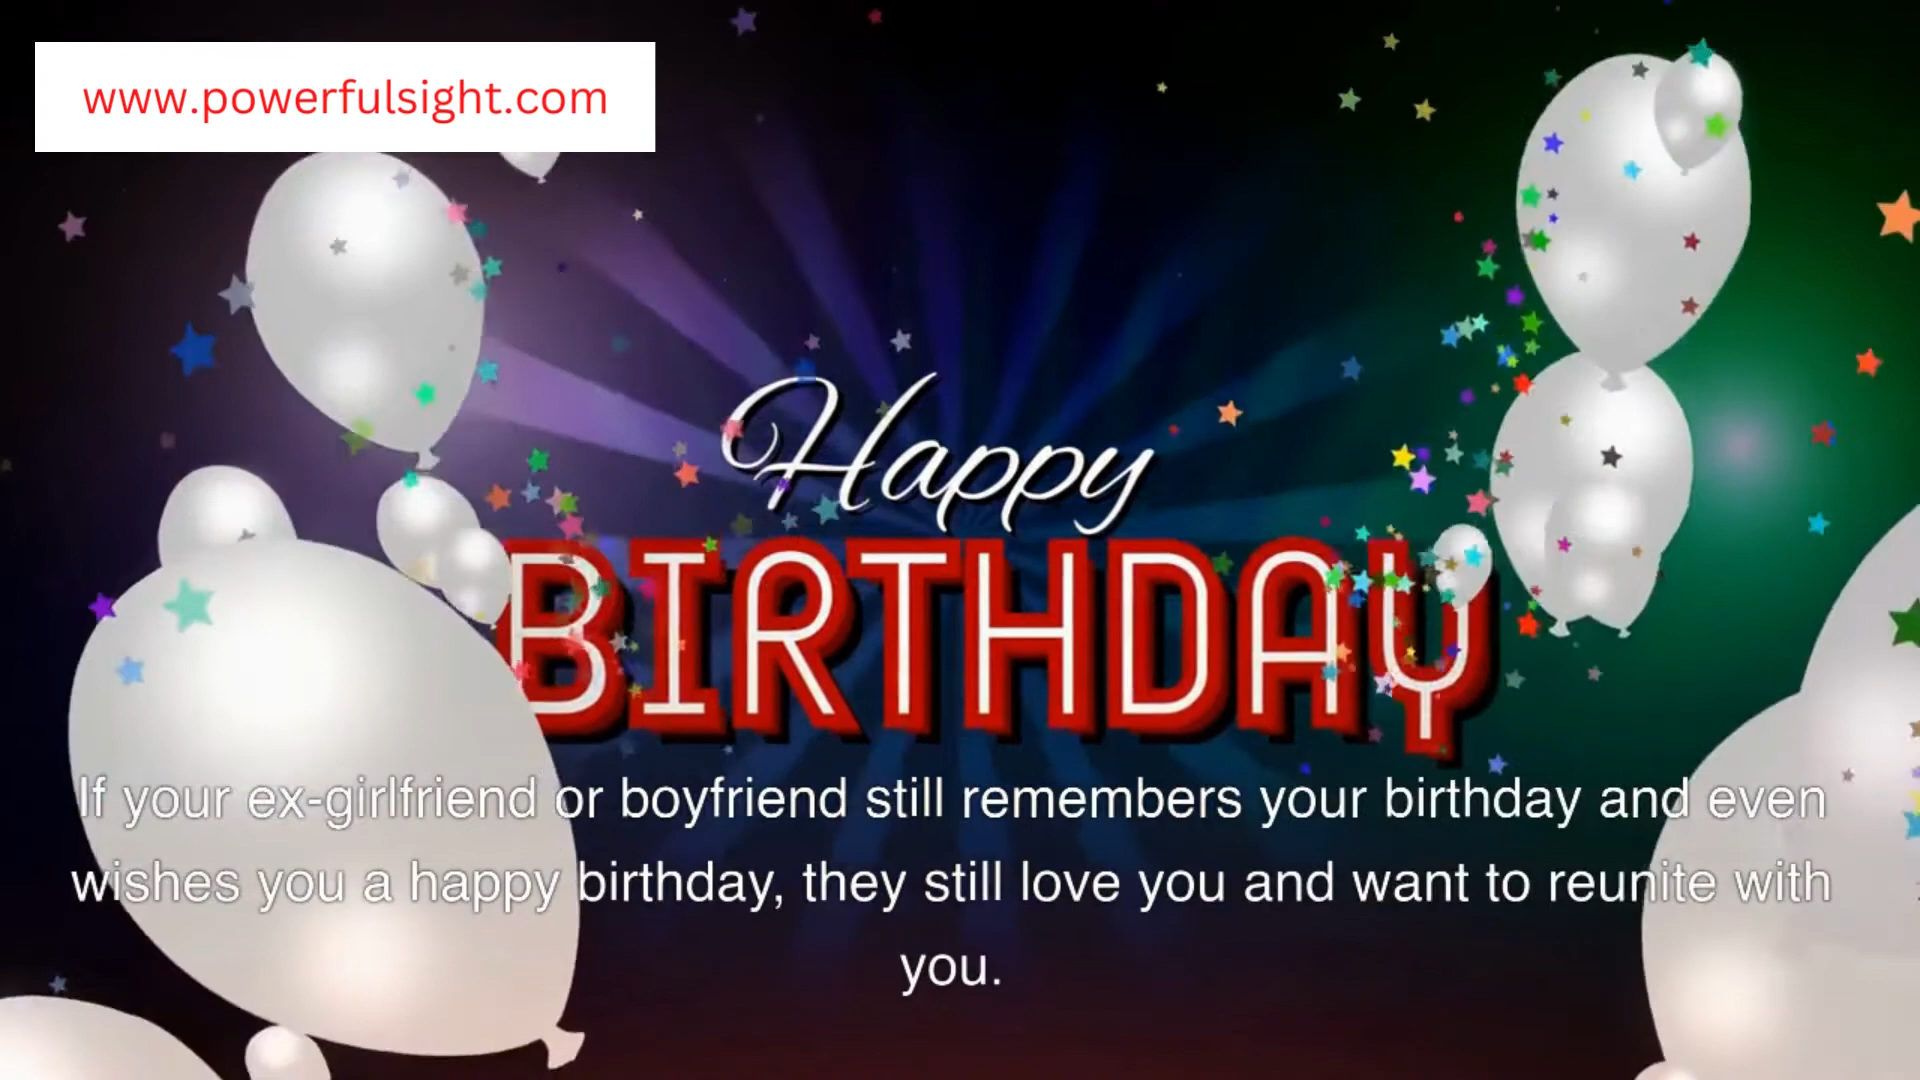 www.powerfulsight.com
Happy
BIRTHDAY
If your ex-girlfriend or boyfriend still remembers your birthday and even
wishes you a happy birthday, they still love you and want to reunite with
you.